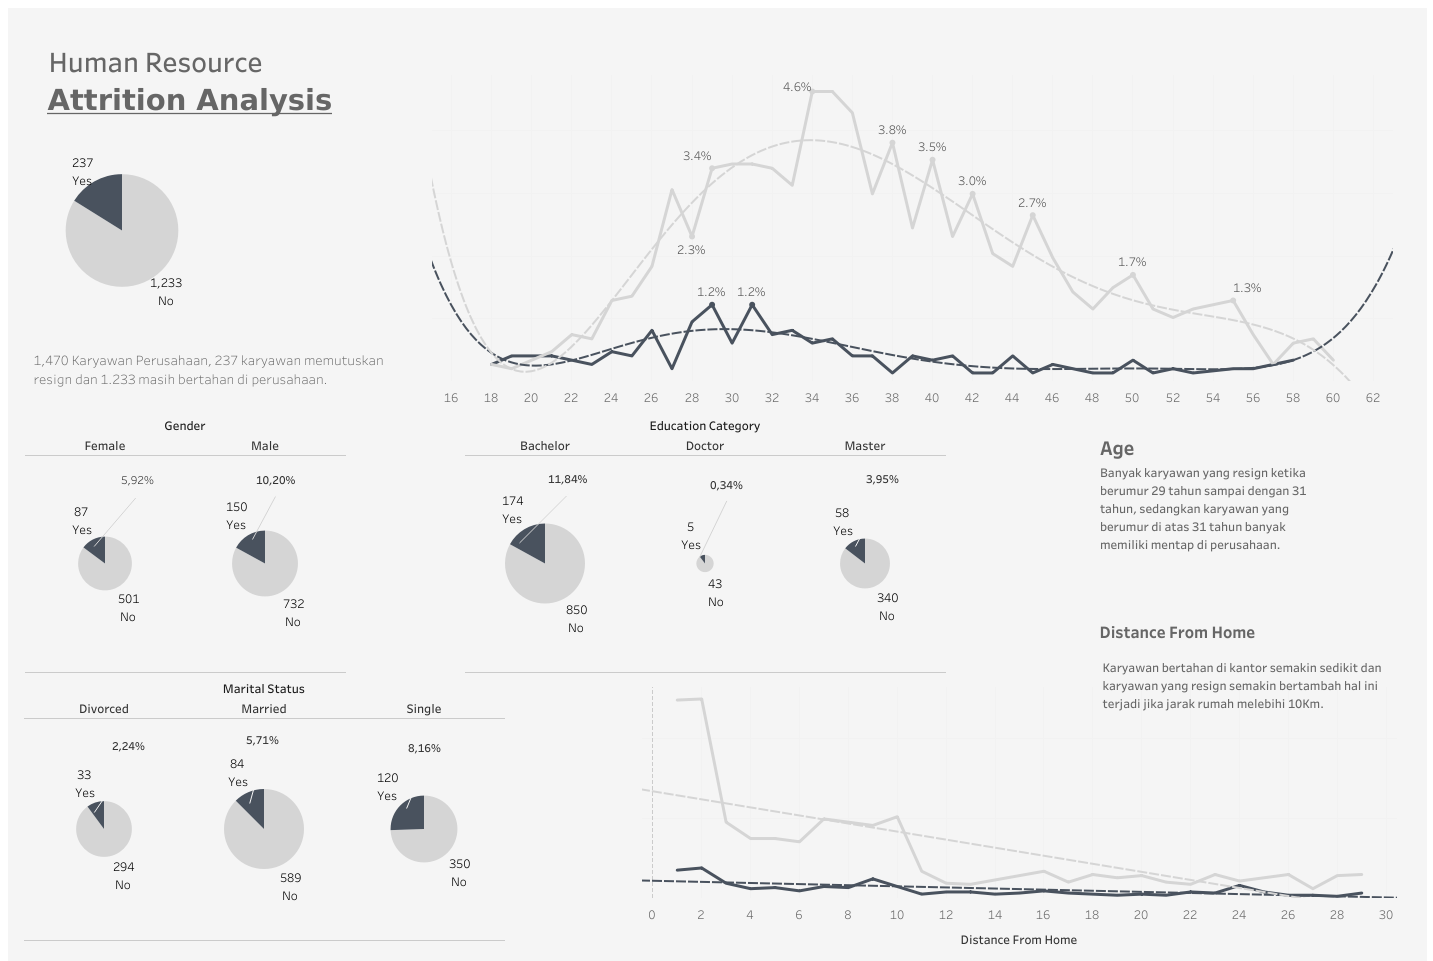 Human Resource
Attrition Analysis
237
Yes
1,233
No
1,470 Karyawan Perusahaan, 237 karyawan memutuskan
resign dan 1.233 masih bertahan di perusahaan.
4.6%
3.8%
3.5%
3.4%
3.0%
2.7%
2.3%
1.7%
1.3%
1.2% 1.2%
16 18 20 22 24 26 28 30 32 34 36 38 40 42 44 46 48 50 52 54 56 58 60 62
Gender
Female Male
5,92% 10,20%
87
Yes
150
Yes
501
No
732
No
Education Category
Bachelor Doctor Master
11,84% 0,34% 3,95%
174
Yes
5
Yes
58
Yes
850
No
43
No
340
No
Age
Banyak karyawan yang resign ketika
berumur 29 tahun sampai dengan 31
tahun, sedangkan karyawan yang
berumur di atas 31 tahun banyak
memiliki mentap di perusahaan.
Distance From Home
Karyawan bertahan di kantor semakin sedikit dan
karyawan yang resign semakin bertambah hal ini
terjadi jika jarak rumah melebihi 10Km.
Marital Status
Divorced Married Single
2,24% 5,71% 8,16%
33
Yes
84
Yes
120
Yes
294
No
589
No
350
No
0 2 4 6 8 10 12 14 16 18 20 22 24 26 28 30
Distance From Home